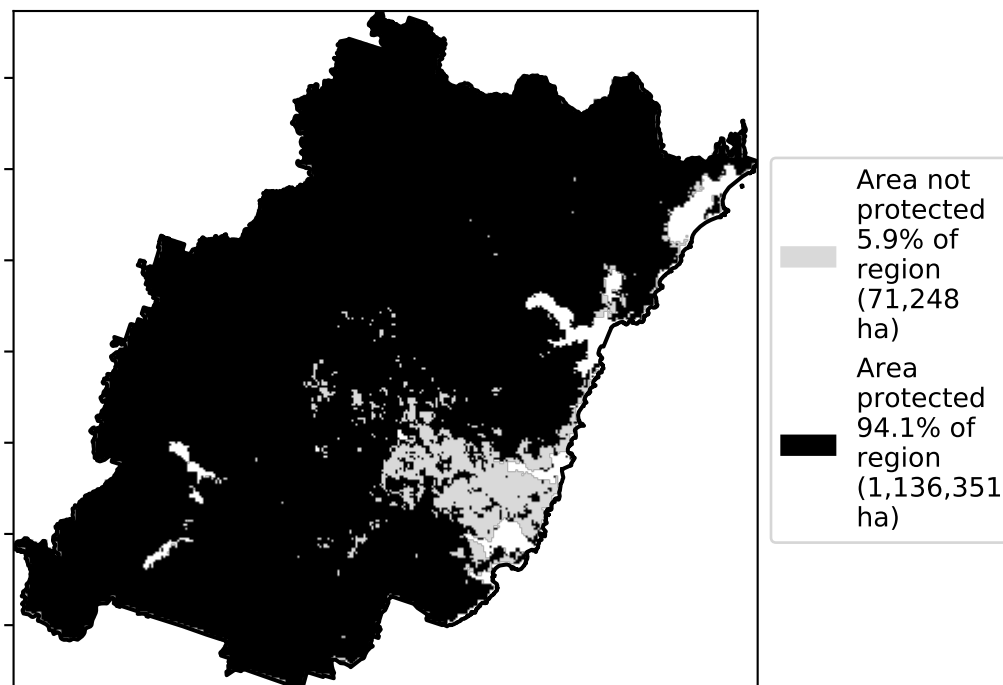 Area not
protected
5.9% of
region
(71,248
ha)
Area
protected
94.1% of
region
(1,136,351
ha)